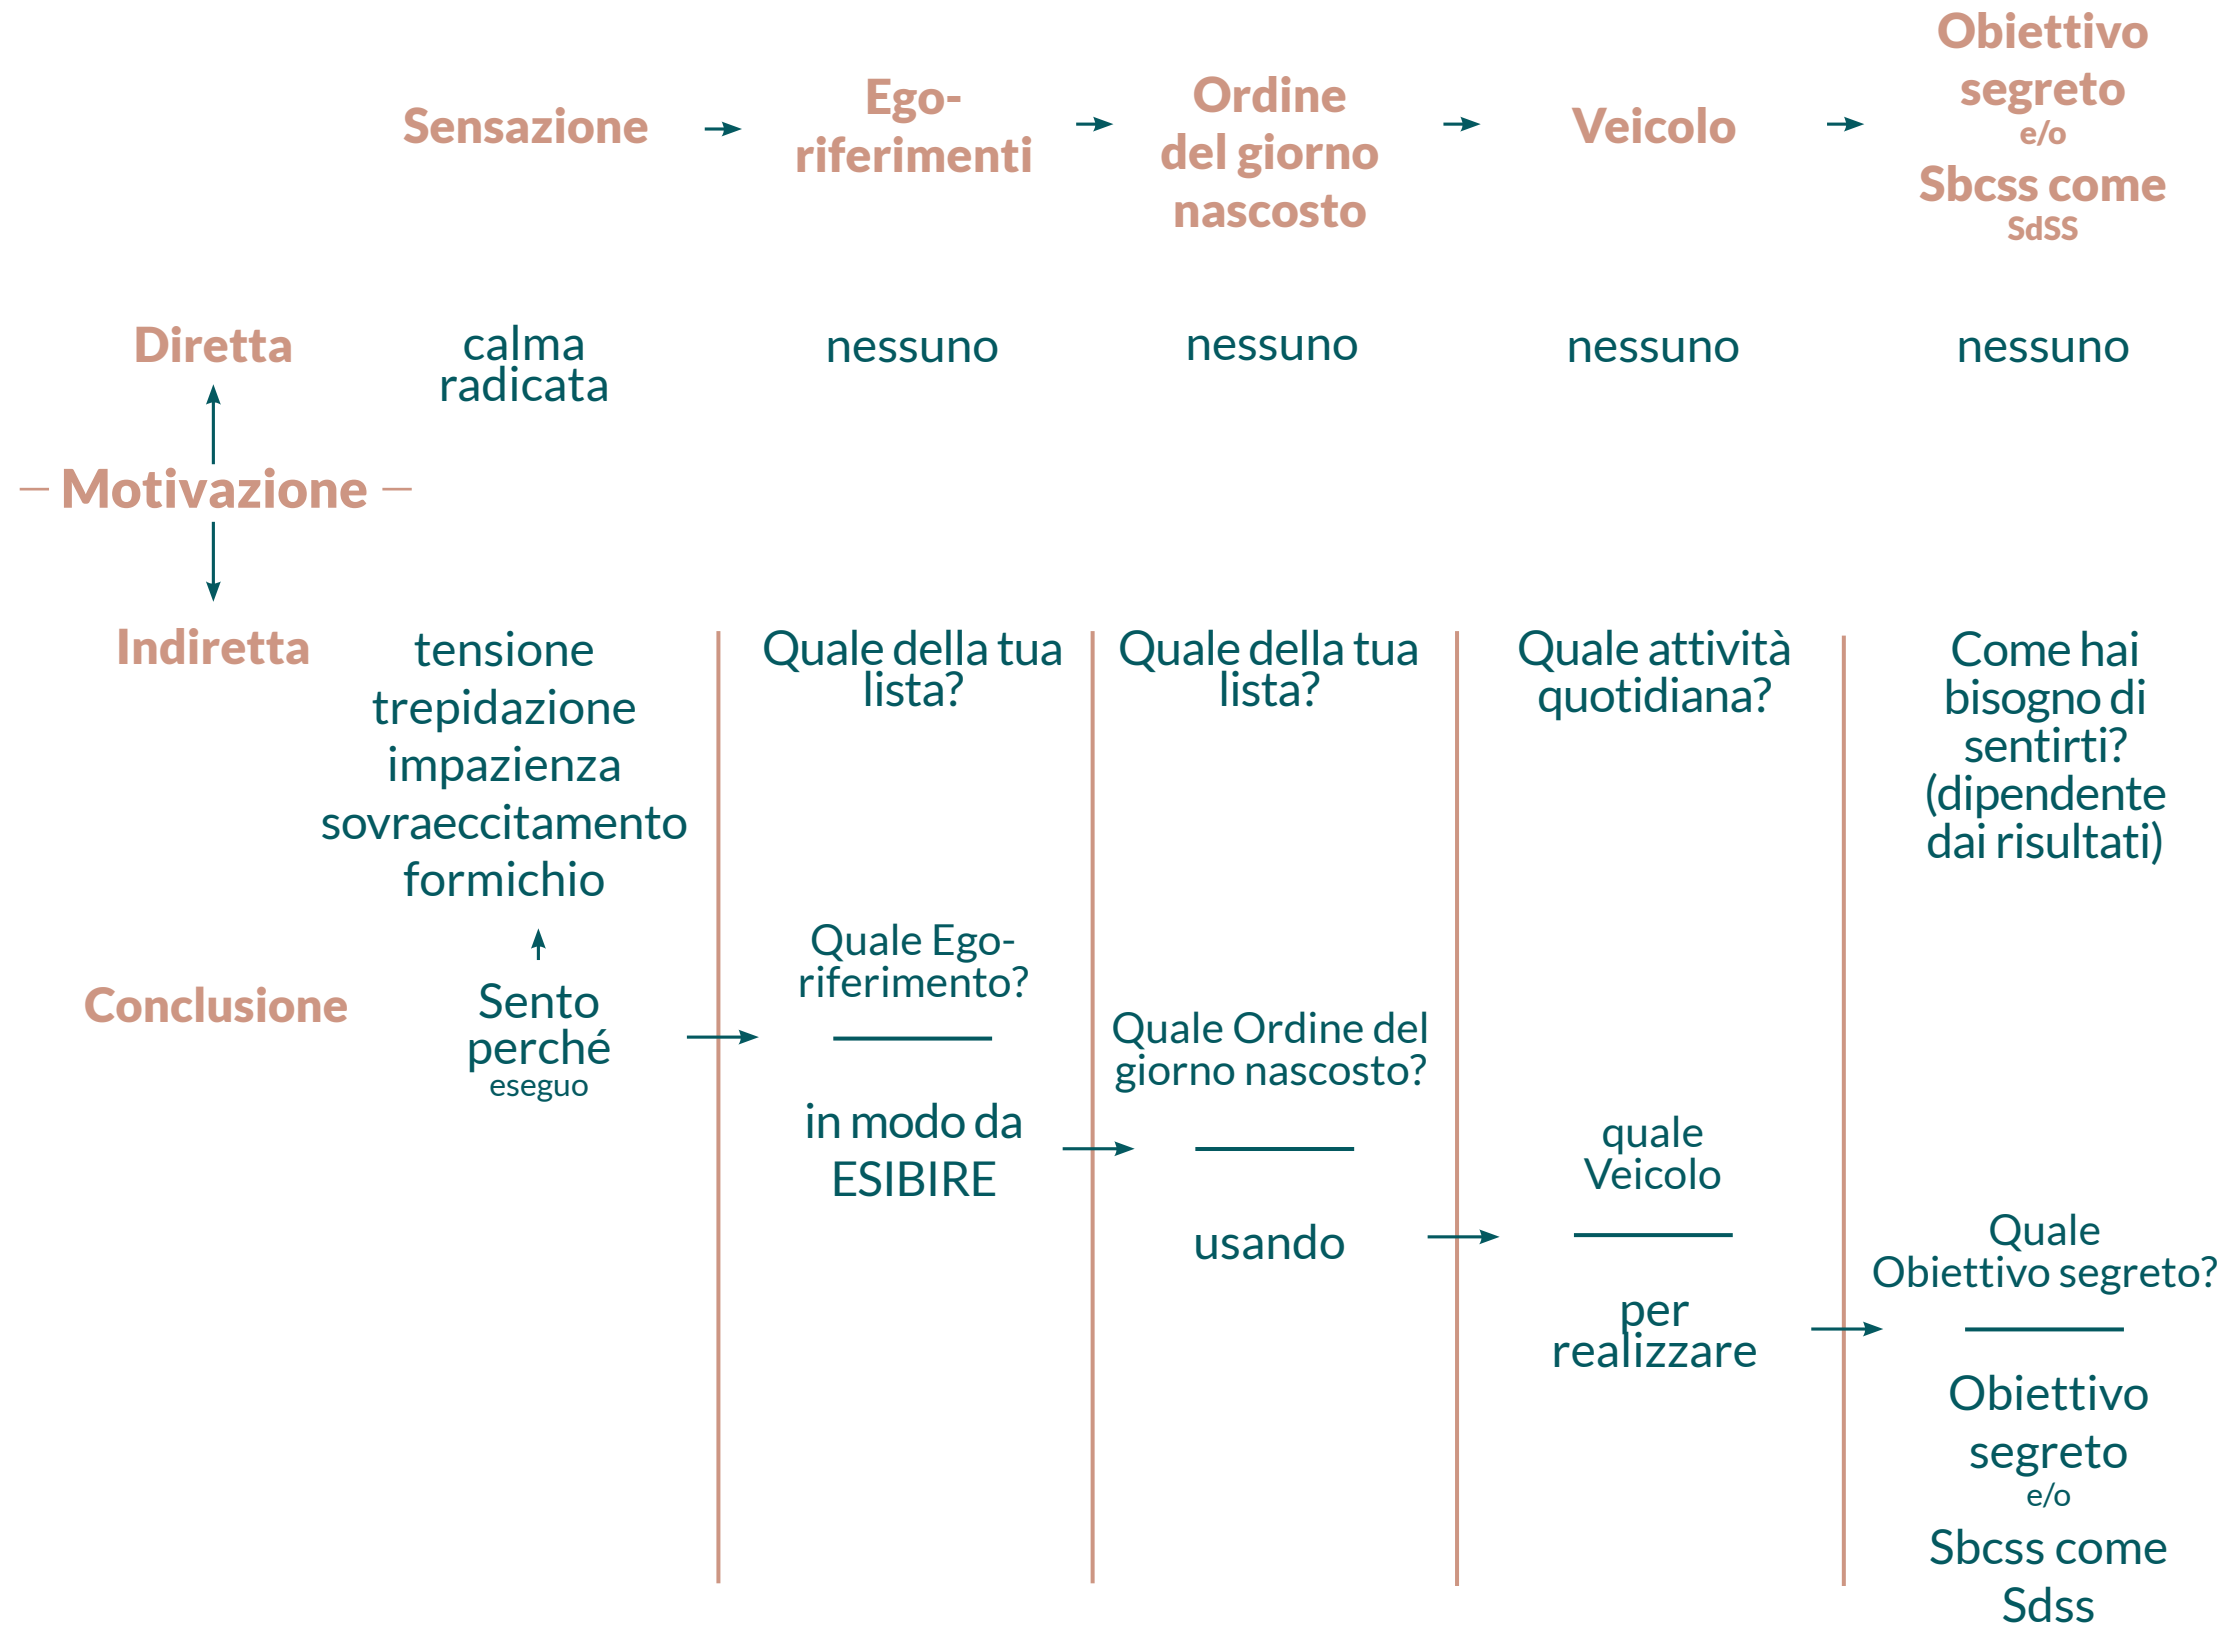 Sensazione
Ego-
riferimenti
Ordine
del giorno
nascosto
Veicolo
Obiettivo
segreto
e/o
Sbcss come
SdSS
Diretta
calma
radicata
nessuno
nessuno
nessuno
nessuno
Motivazione
Indiretta
tensione
trepidazione
impazienza
sovraeccitamento
formichio
Quale della tua
lista?
Quale della tua
lista?
Quale attività
quotidiana?
Come hai
bisogno di
sentirti?
(dipendente
dai risultati)
Conclusione
Sento
perché
eseguo
Quale Ego-
riferimento?
in modo da
ESIBIRE
Quale Ordine del
giorno nascosto?
usando
quale
Veicolo
per
realizzare
Quale
Obiettivo segreto?
Obiettivo
segreto
e/o
Sbcss come
Sdss